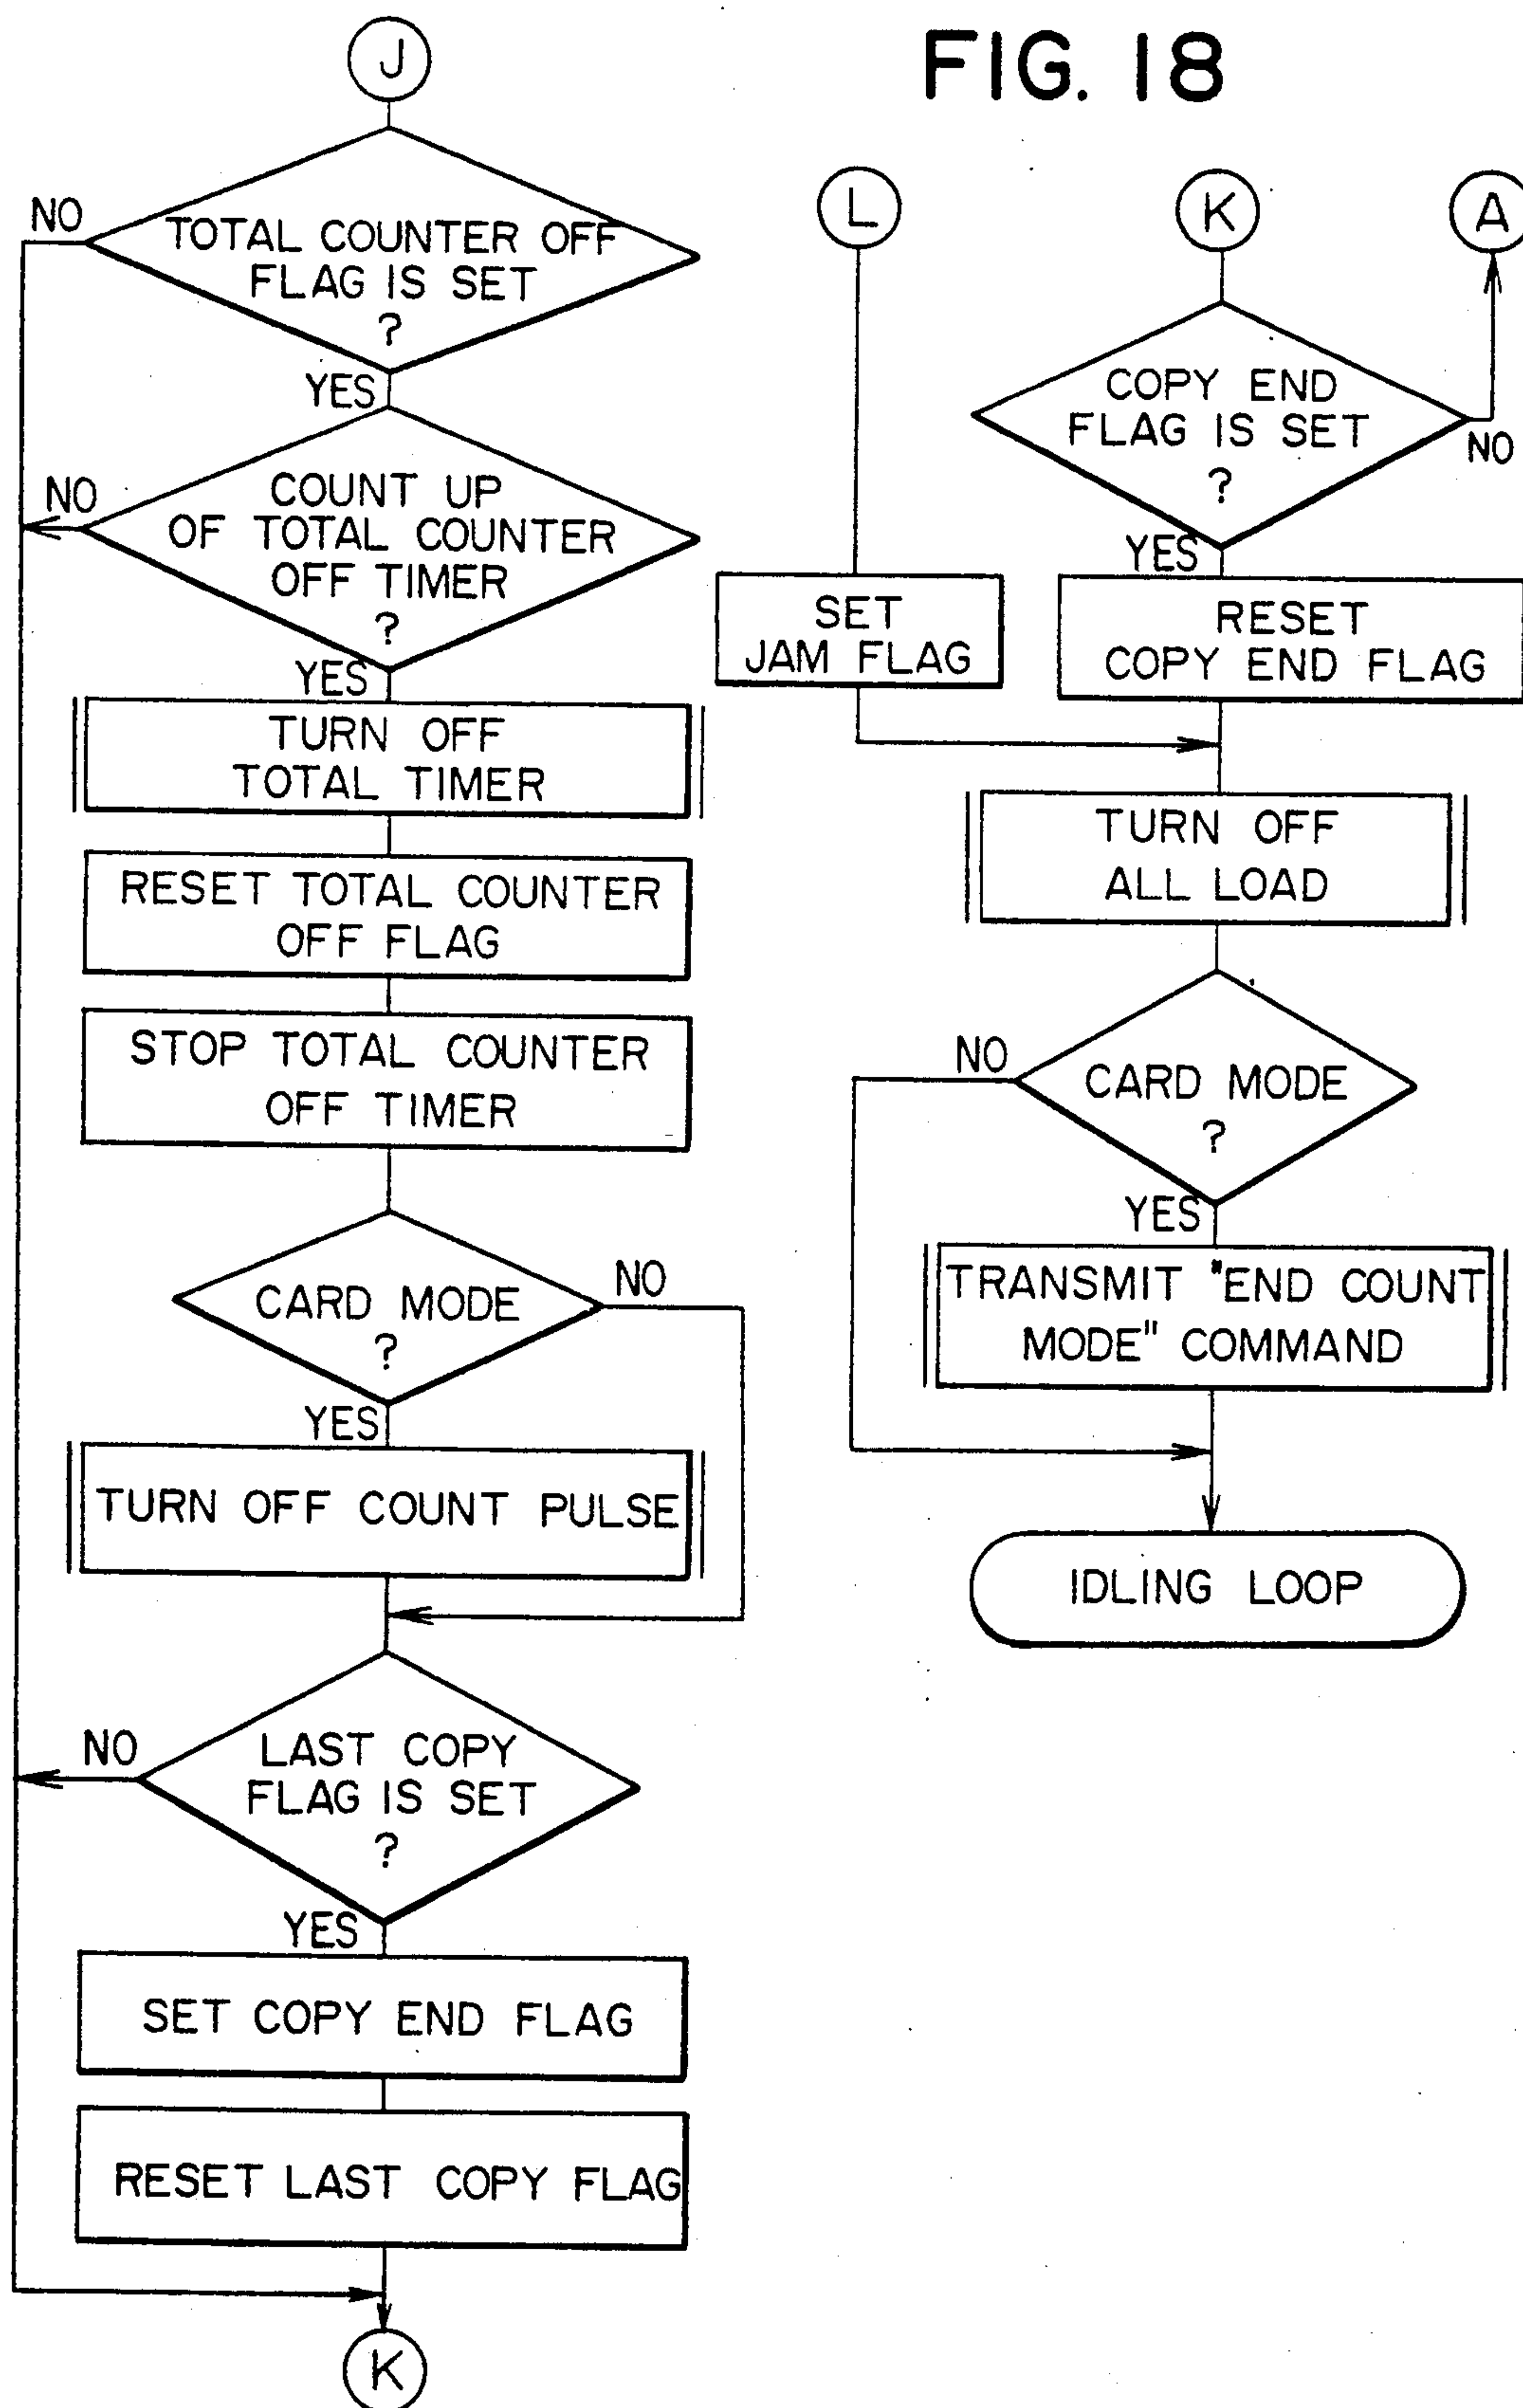 FIG. 18
J
NO
TOTAL COUNTER OFF
FLAG IS SET
?
YES
NO
COUNT UP
OF TOTAL COUNTER
OFF TIMER
?
YES
TURN OFF
TOTAL TIMER
RESET TOTAL COUNTER
OFF FLAG
STOP TOTAL COUNTER
OFF TIMER
CARD MODE
?
NO
YES
TURN OFF COUNT PULSE
NO
LAST COPY
FLAG IS SET
?
YES
SET COPY END FLAG
RESET LAST COPY FLAG
K
L
SET
JAM FLAG
K
A
COPY END
FLAG IS SET
?
NO
YES
RESET
COPY END FLAG
TURN OFF
ALL LOAD
NO
CARD MODE
?
YES
TRANSMIT "END COUNT
MODE" COMMAND
IDLING LOOP